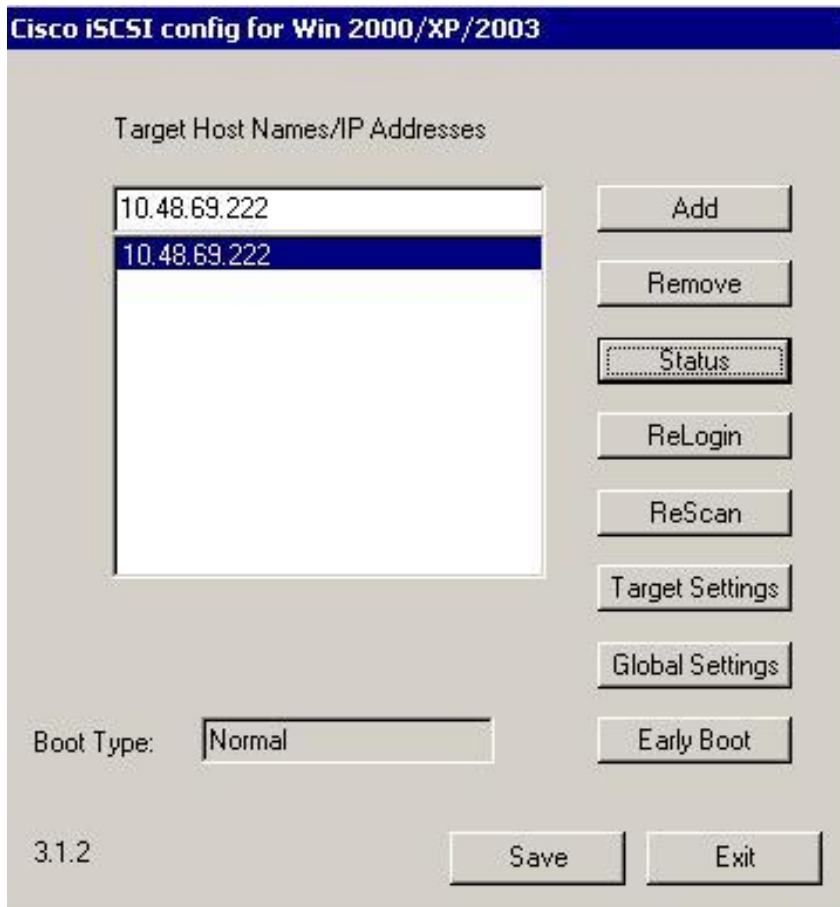 Cisco iSCSI config for Win 2000/XP/2003
Target Host Names/IP Addresses
10.48.69.222
10.48.69.222
Add
Remove
Status
ReLogin
ReScan
Target Settings
Global Settings
Boot Type:
Normal
Early Boot
3.1.2
Save
Exit